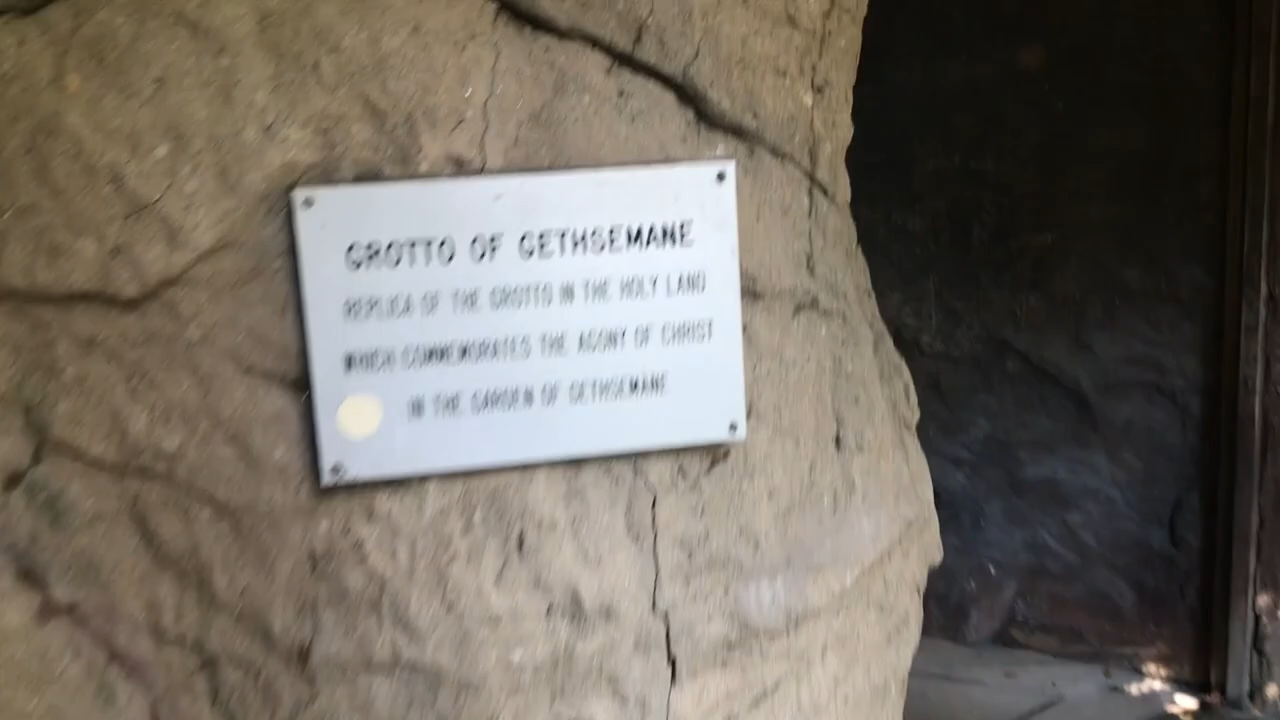 GROTTO OF GETHSEMANE
REPLICA OF THE GROTTO IN THE HOLY LAND
WHICH COMMEMORATES THE AGONY OF CHRIST
IN THE GARDEN OF GETHSEMANE